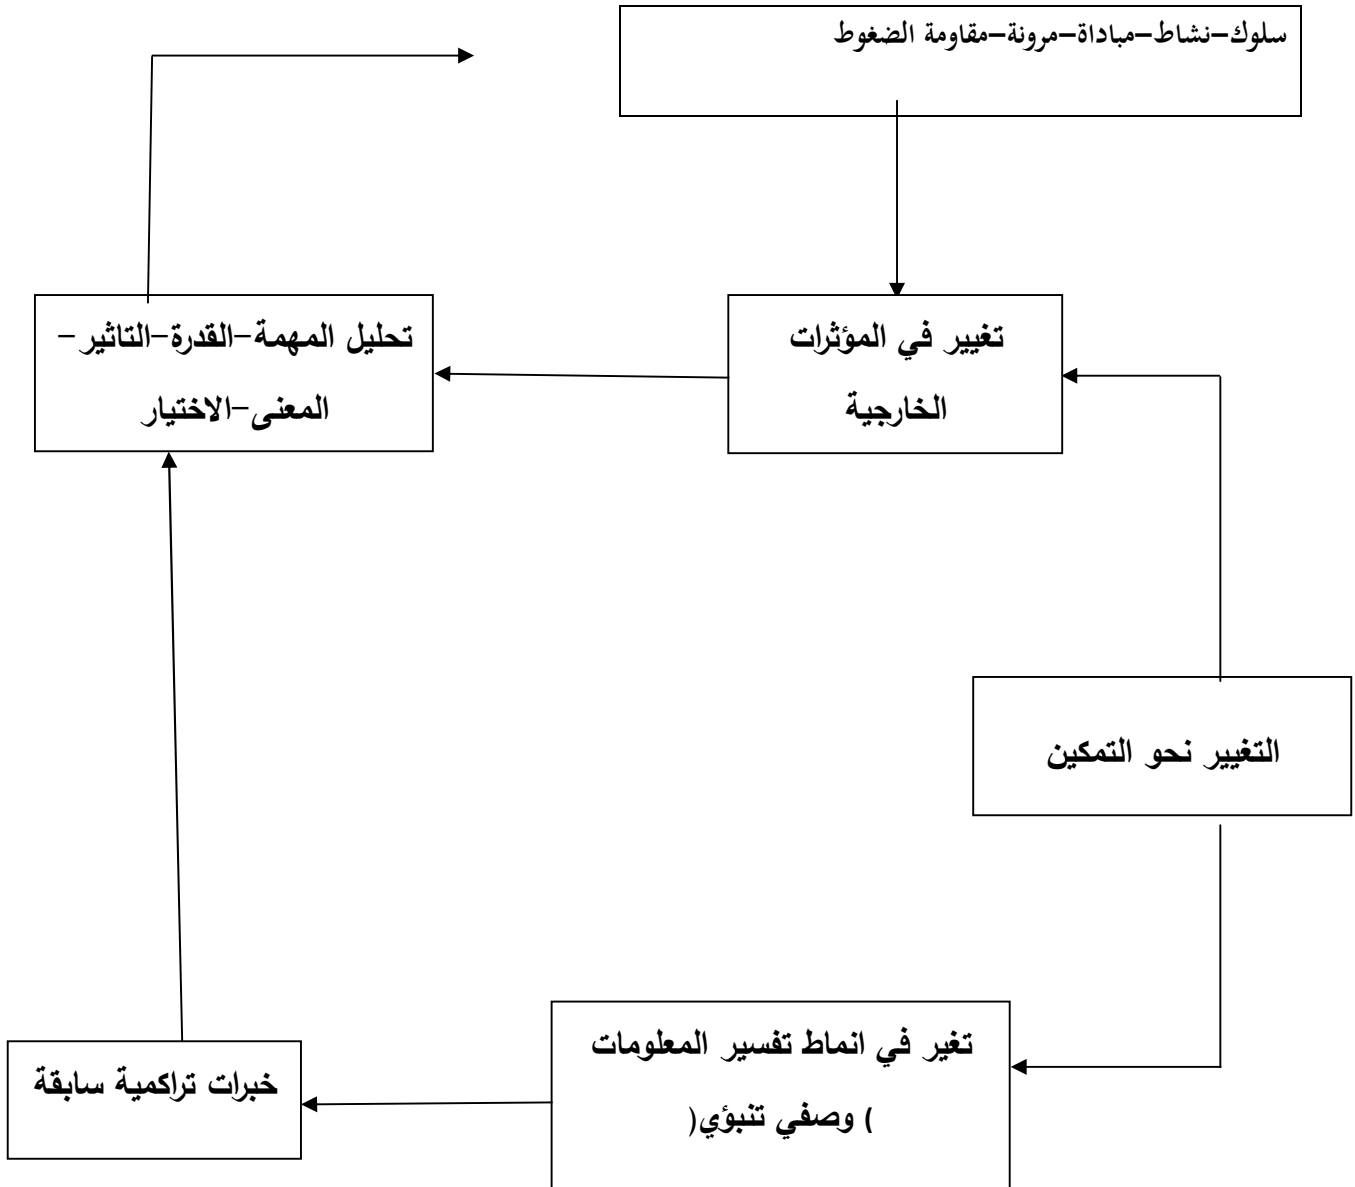 سلوك-نشاط-مباداة-مرونة-مقاومة الضغوط
تغيير في المؤثرات
الخارجية
تحليل المهمة-القدرة-التاثير-
المعنى-الاختيار
التغيير نحو التمكين
تغير في انماط تفسير المعلومات
) وصفي تنبؤي(
خبرات تراكمية سابقة